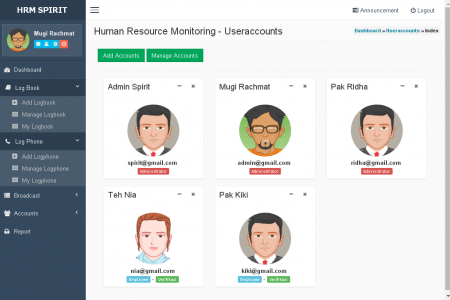 HRM SPIRIT
Announcement
Logout
Mugi Rachmat
Human Resource Monitoring - Useraccounts
Dashboard » Useraccounts » Index
Dashboard
Log Book
Add Logbook
Manage Logbook
My Logbook
Log Phone
Add Logphone
Manage Logphone
My Logphone
Broadcast
Accounts
Report
Add Accounts
Manage Accounts
Admin Spirit
spirit@gmail.com
Administrator
Mugi Rachmat
admin@gmail.com
Administrator
Pak Ridha
ridha@gmail.com
Administrator
Teh Nia
nia@gmail.com
Employee - Verifikasi
Pak Kiki
kiki@gmail.com
Employee - Verifikasi